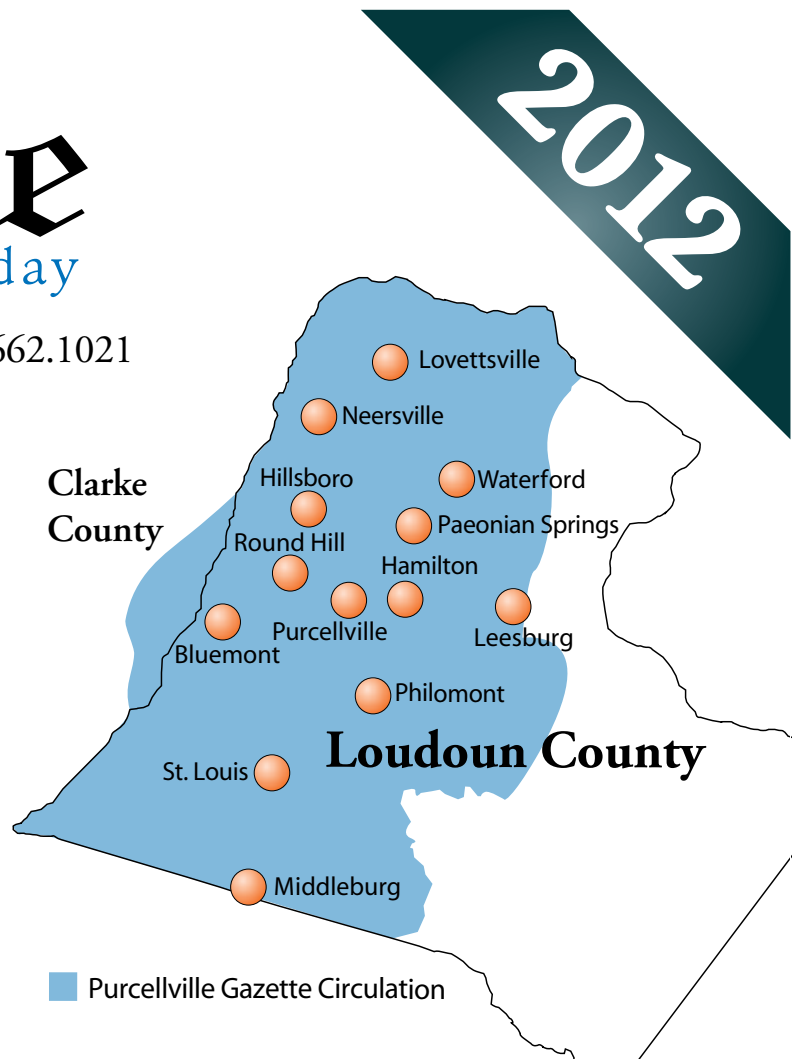 2012
e
day
662.1021
Lovettsville
Neersville
Clarke
County
Hillsboro
Waterford
Paeonian Springs
Round Hill
Hamilton
Purcellville
Leesburg
Bluemont
Philomont
Loudoun County
St. Louis
Middleburg
Purcellville Gazette Circulation